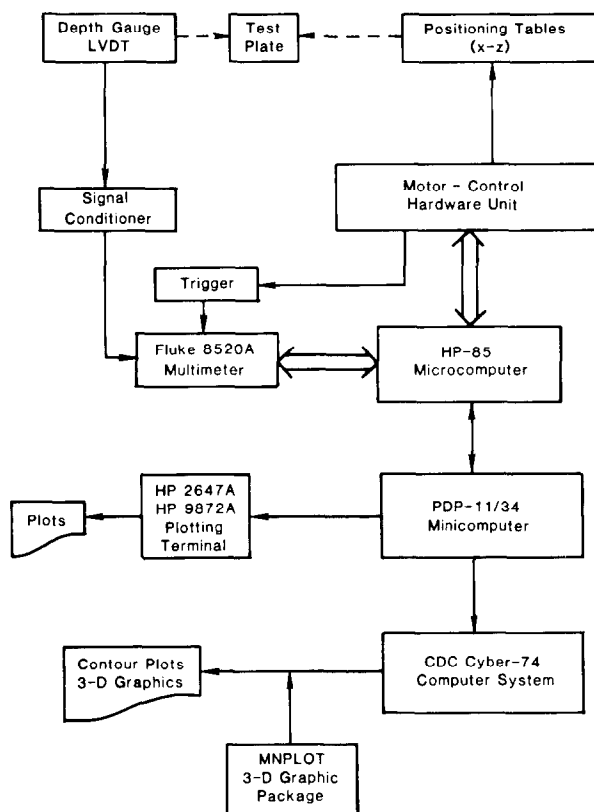 Depth Gauge
LVDT
Test
Plate
Positioning Tables
(x-z)
Signal
Conditioner
Motor - Control
Hardware Unit
Trigger
Fluke 8520A
Multimeter
HP-85
Microcomputer
Plots
HP 2647A
HP 9872A
Plotting
Terminal
PDP-11/34
Minicomputer
Contour Plots
3-D Graphics
CDC Cyber-74
Computer System
MNPLOT
3-D Graphic
Package